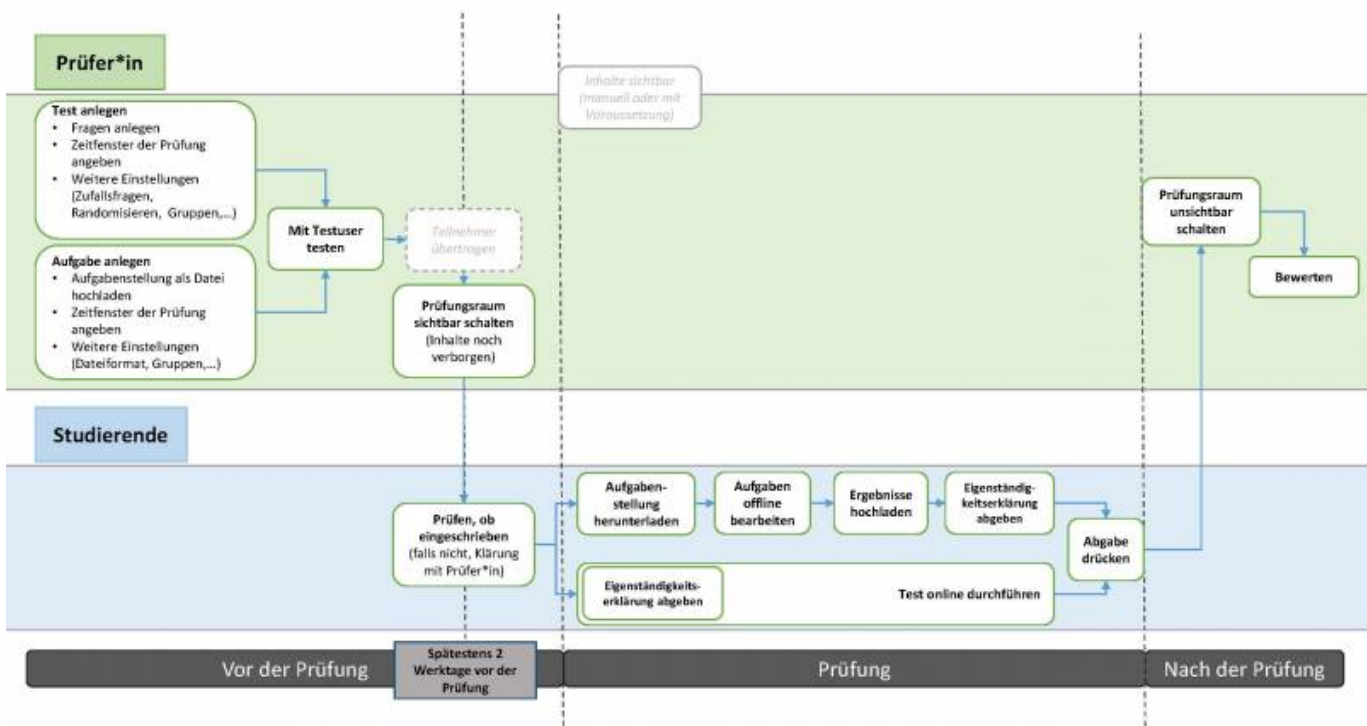 Prüfer*in
Inhalte sichtbar
(manuell oder mit
Voraussetzung)
Test anlegen
• Fragen anlegen
• Zeitfenster der Prüfung
angeben
• Weitere Einstellungen
(Zufallsfragen,
Randomisieren, Gruppen,...)
Aufgabe anlegen
• Aufgabenstellung als Datei
hochladen
• Zeitfenster der Prüfung
angeben
• Weitere Einstellungen
(Dateiformat, Gruppen,...)
Mit Testuser
testen
Teilnehmer
übertragen
Prüfungsraum
sichtbar schalten
(Inhalte noch
verborgen)
Prüfungsraum
unsichtbar
schalten
Bewerten
Studierende
Prüfen, ob
eingeschrieben
(falls nicht, Klärung
mit Prüfer*in)
Aufgaben-
stellung
herunterladen
Aufgaben
offline
bearbeiten
Ergebnisse
hochladen
Eigenständig-
keitserklärung
abgeben
Eigenständigkeits-
erklärung abgeben
Test online durchführen
Abgabe
drücken
Vor der Prüfung
Spätestens 2
Werktage vor der
Prüfung
Prüfung
Nach der Prüfung